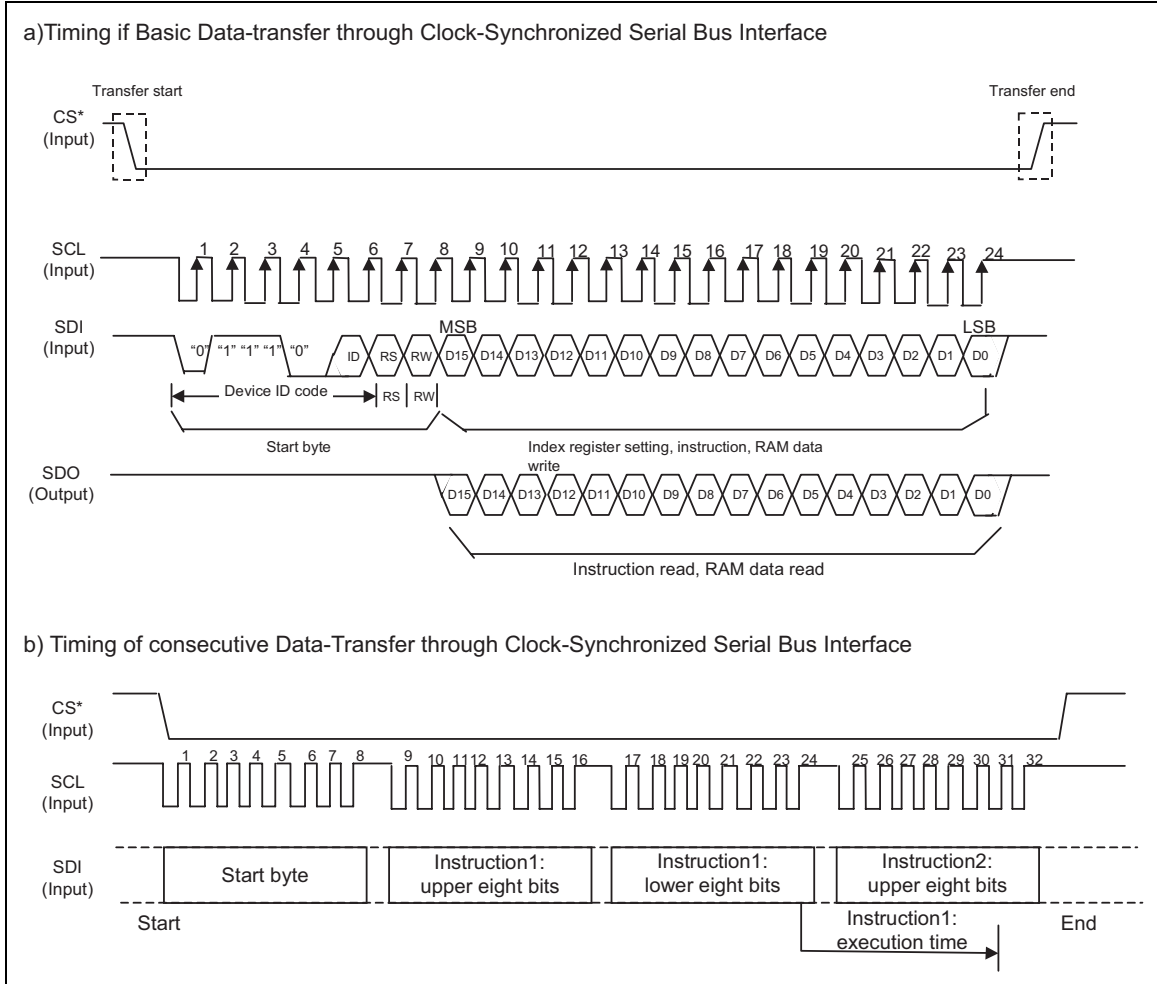 a)Timing if Basic Data-transfer through Clock-Synchronized Serial Bus Interface
Transfer start
Transfer end
CS*
(Input)
SCL
(Input)
1 2 3 4 5 6 7 8 9 10 11 12 13 14 15 16 17 18 19 20 21 22 23 24
SDI
(Input)
MSB
LSB
“0” “1” “1” “1” “0” ID RS RW D15 D14 D13 D12 D11 D10 D9 D8 D7 D6 D5 D4 D3 D2 D1 D0
Device ID code RS RW
Start byte
Index register setting, instruction, RAM data
write
SDO
(Output)
D15 D14 D13 D12 D11 D10 D9 D8 D7 D6 D5 D4 D3 D2 D1 D0
Instruction read, RAM data read
b) Timing of consecutive Data-Transfer through Clock-Synchronized Serial Bus Interface
CS*
(Input)
SCL
(Input)
1 2 3 4 5 6 7 8 9 10 11 12 13 14 15 16 17 18 19 20 21 22 23 24 25 26 27 28 29 30 31 32
SDI
(Input)
Start byte
Instruction1:
upper eight bits
Instruction1:
lower eight bits
Instruction2:
upper eight bits
Start
Instruction1:
execution time
End